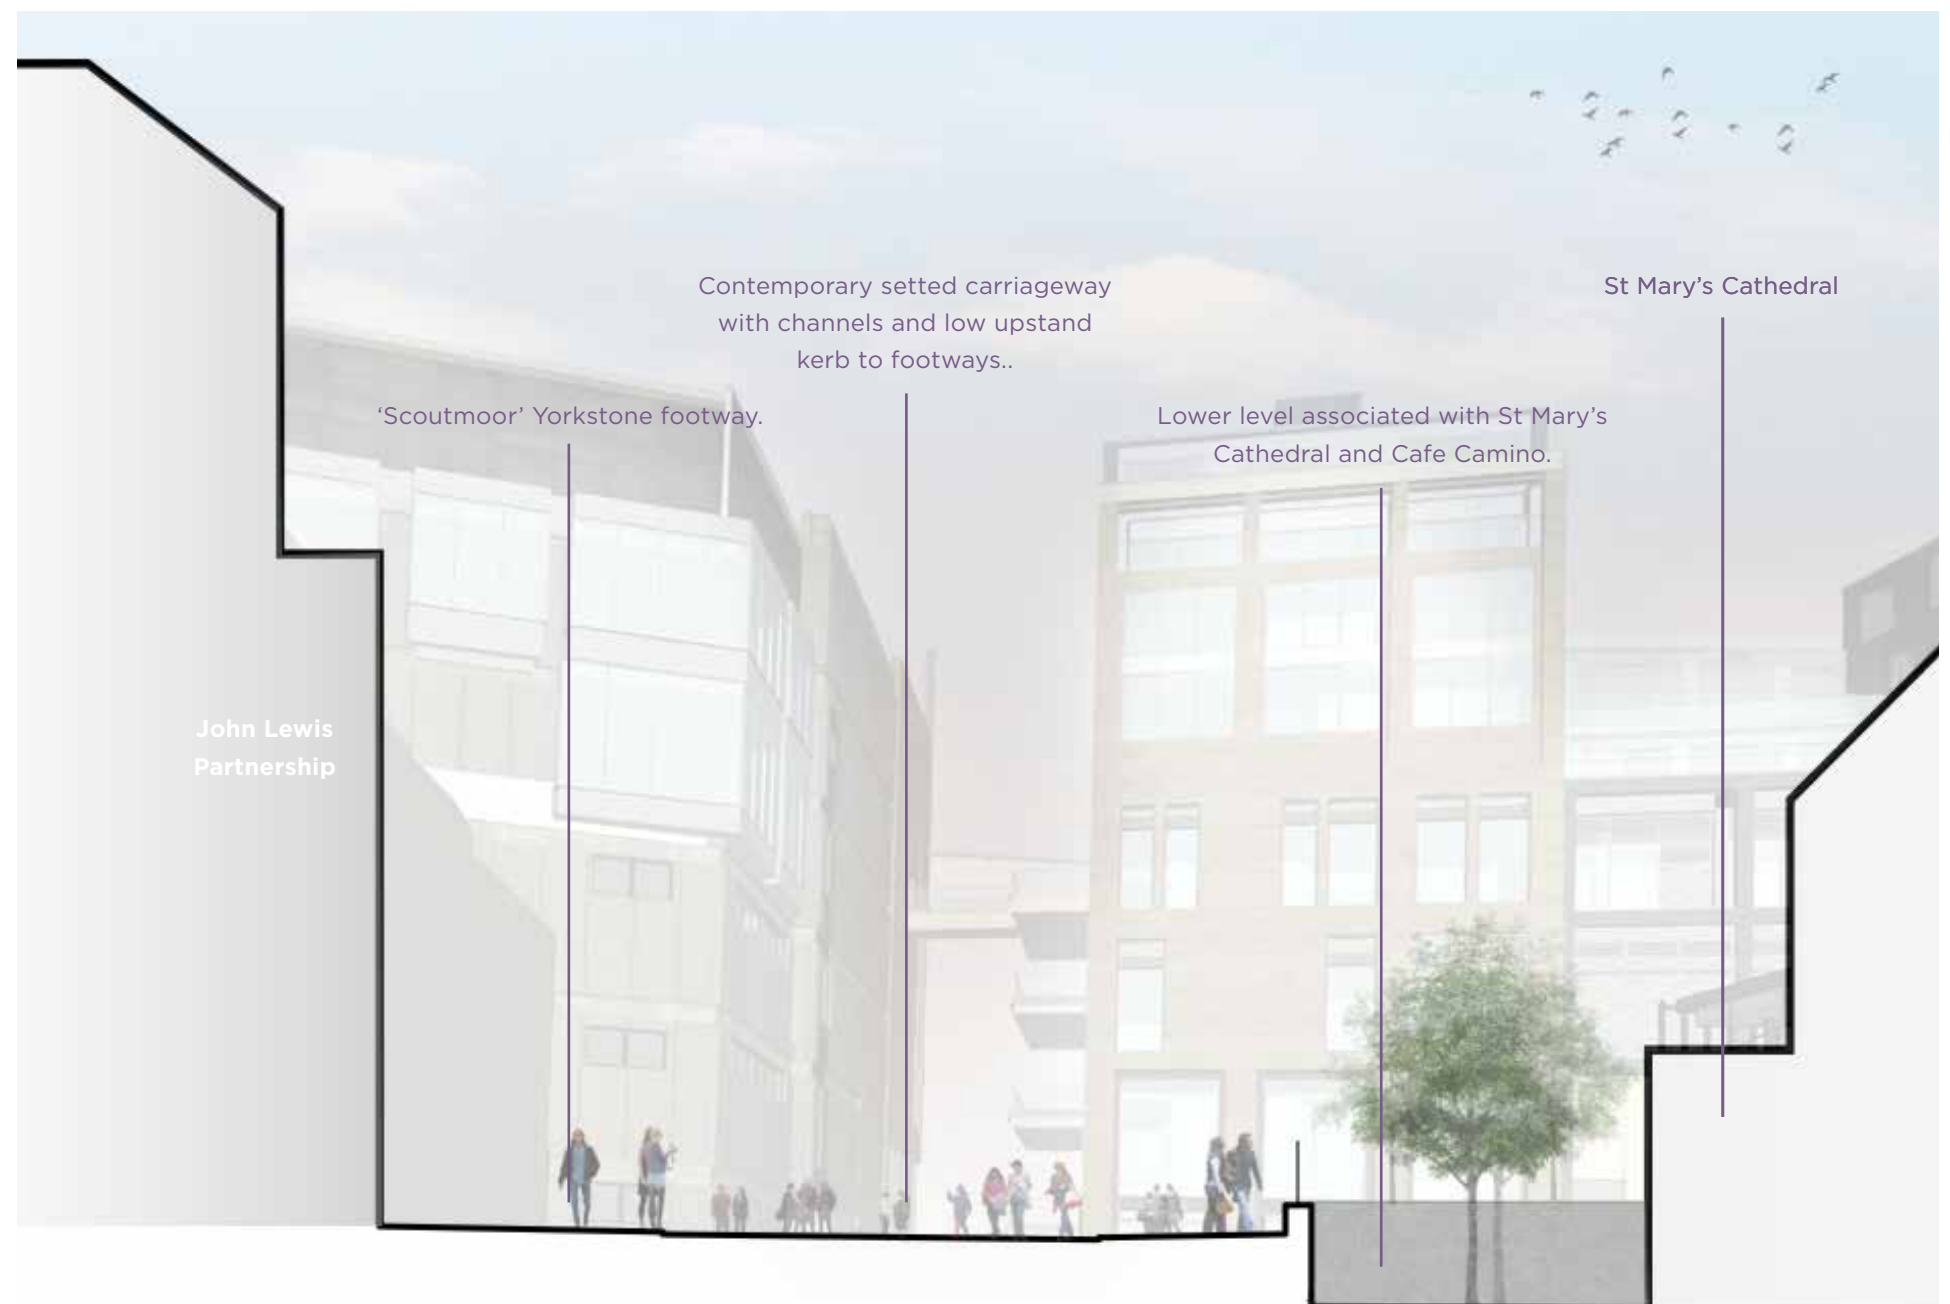 Contemporary setted carriageway
with channels and low upstand
kerb to footways..
St Mary’s Cathedral
‘Scoutmoor’ Yorkstone footway.
Lower level associated with St Mary’s
Cathedral and Cafe Camino.
John Lewis
Partnership